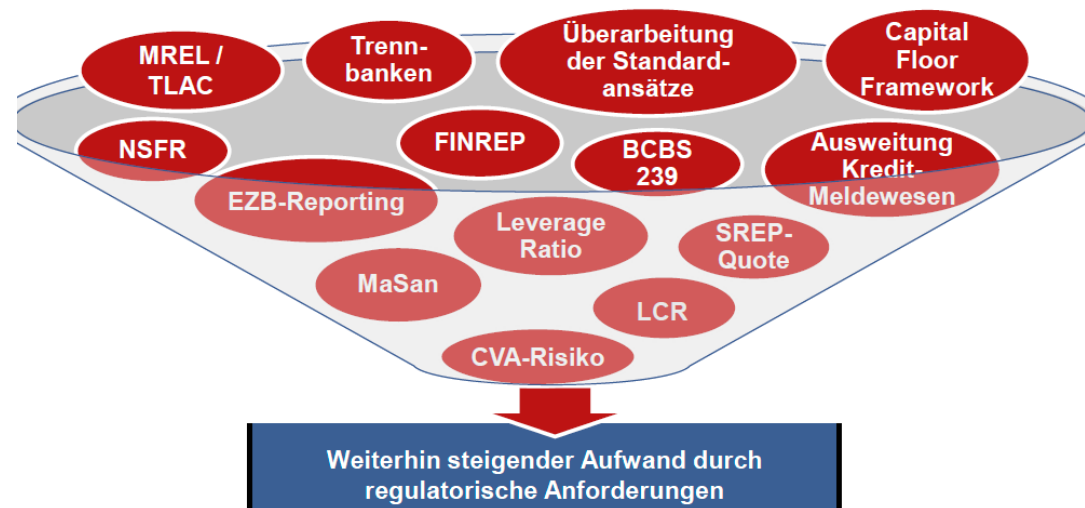 MREL /
TLAC
Trenn-
banken
Überarbeitung
der Standard-
ansätze
Capital
Floor
Framework
NSFR
FINREP
BCBS
239
Ausweitung
Kredit-
Meldewesen
EZB-Reporting
Leverage
Ratio
SREP-
Quote
MaSan
LCR
CVA-Risiko
Weiterhin steigender Aufwand durch
regulatorische Anforderungen